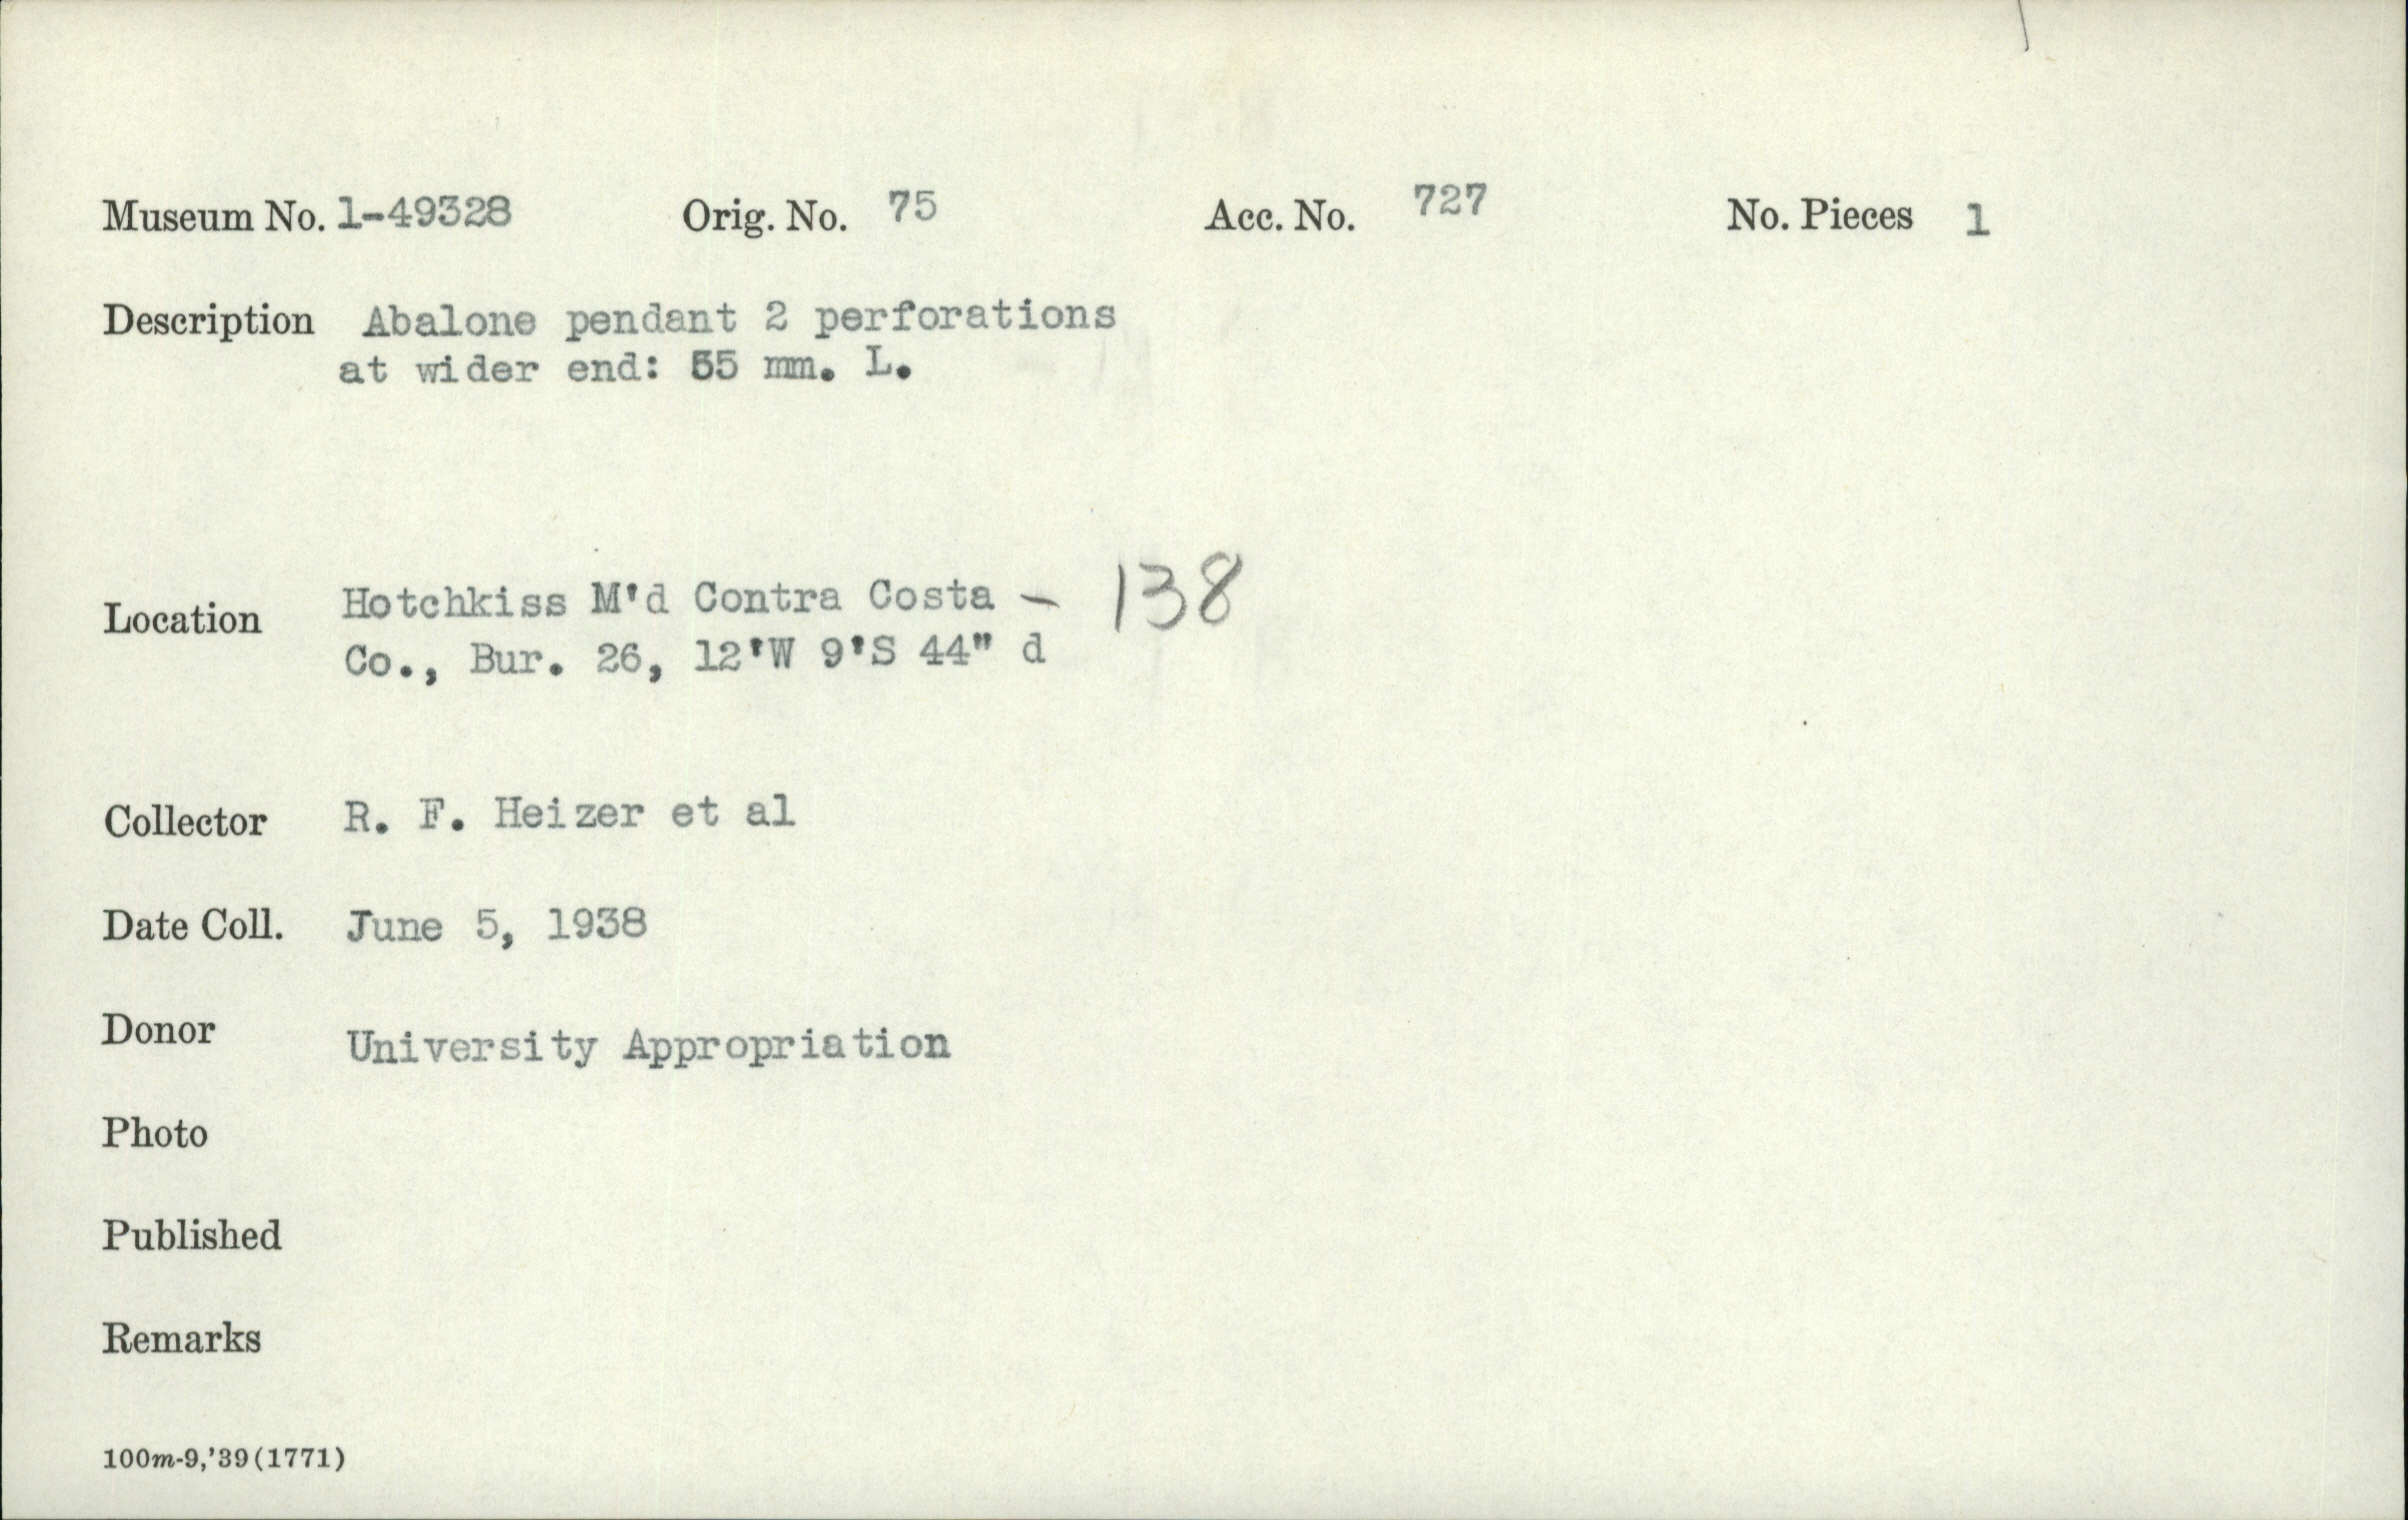 Museum No. 1-49328 Orig. No. 75 Acc. No. 727 No. Pieces 1
Description Abalone pendant 2 perforations
at wider end: 55 mm. L.
Location Hotchkiss M'd Contra Costa - 138
Co., Bur. 26, 12'W 9'S 44" d
Collector R. F. Heizer et al
Date Coll. June 5, 1938
Donor University Appropriation
Photo
Published
Remarks
100m-9,'39(1771)